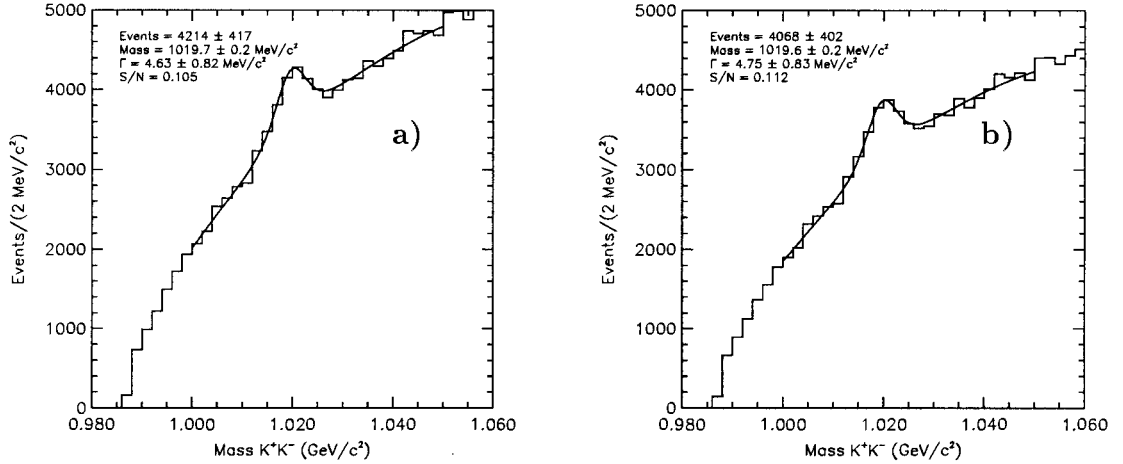 Events = 4214 ± 417
Mass = 1019.7 ± 0.2 MeV/c²
Γ = 4.63 ± 0.82 MeV/c²
S/N = 0.105
a)
5000
4000
3000
2000
1000
0
Events/(2 MeV/c²)
0.980 1.000 1.020 1.040 1.060
Mass K⁺K⁻ (GeV/c²)
Events = 4068 ± 402
Mass = 1019.6 ± 0.2 MeV/c²
Γ = 4.75 ± 0.83 MeV/c²
S/N = 0.112
b)
5000
4000
3000
2000
1000
0
Events/(2 MeV/c²)
0.980 1.000 1.020 1.040 1.060
Mass K⁺K⁻ (GeV/c²)